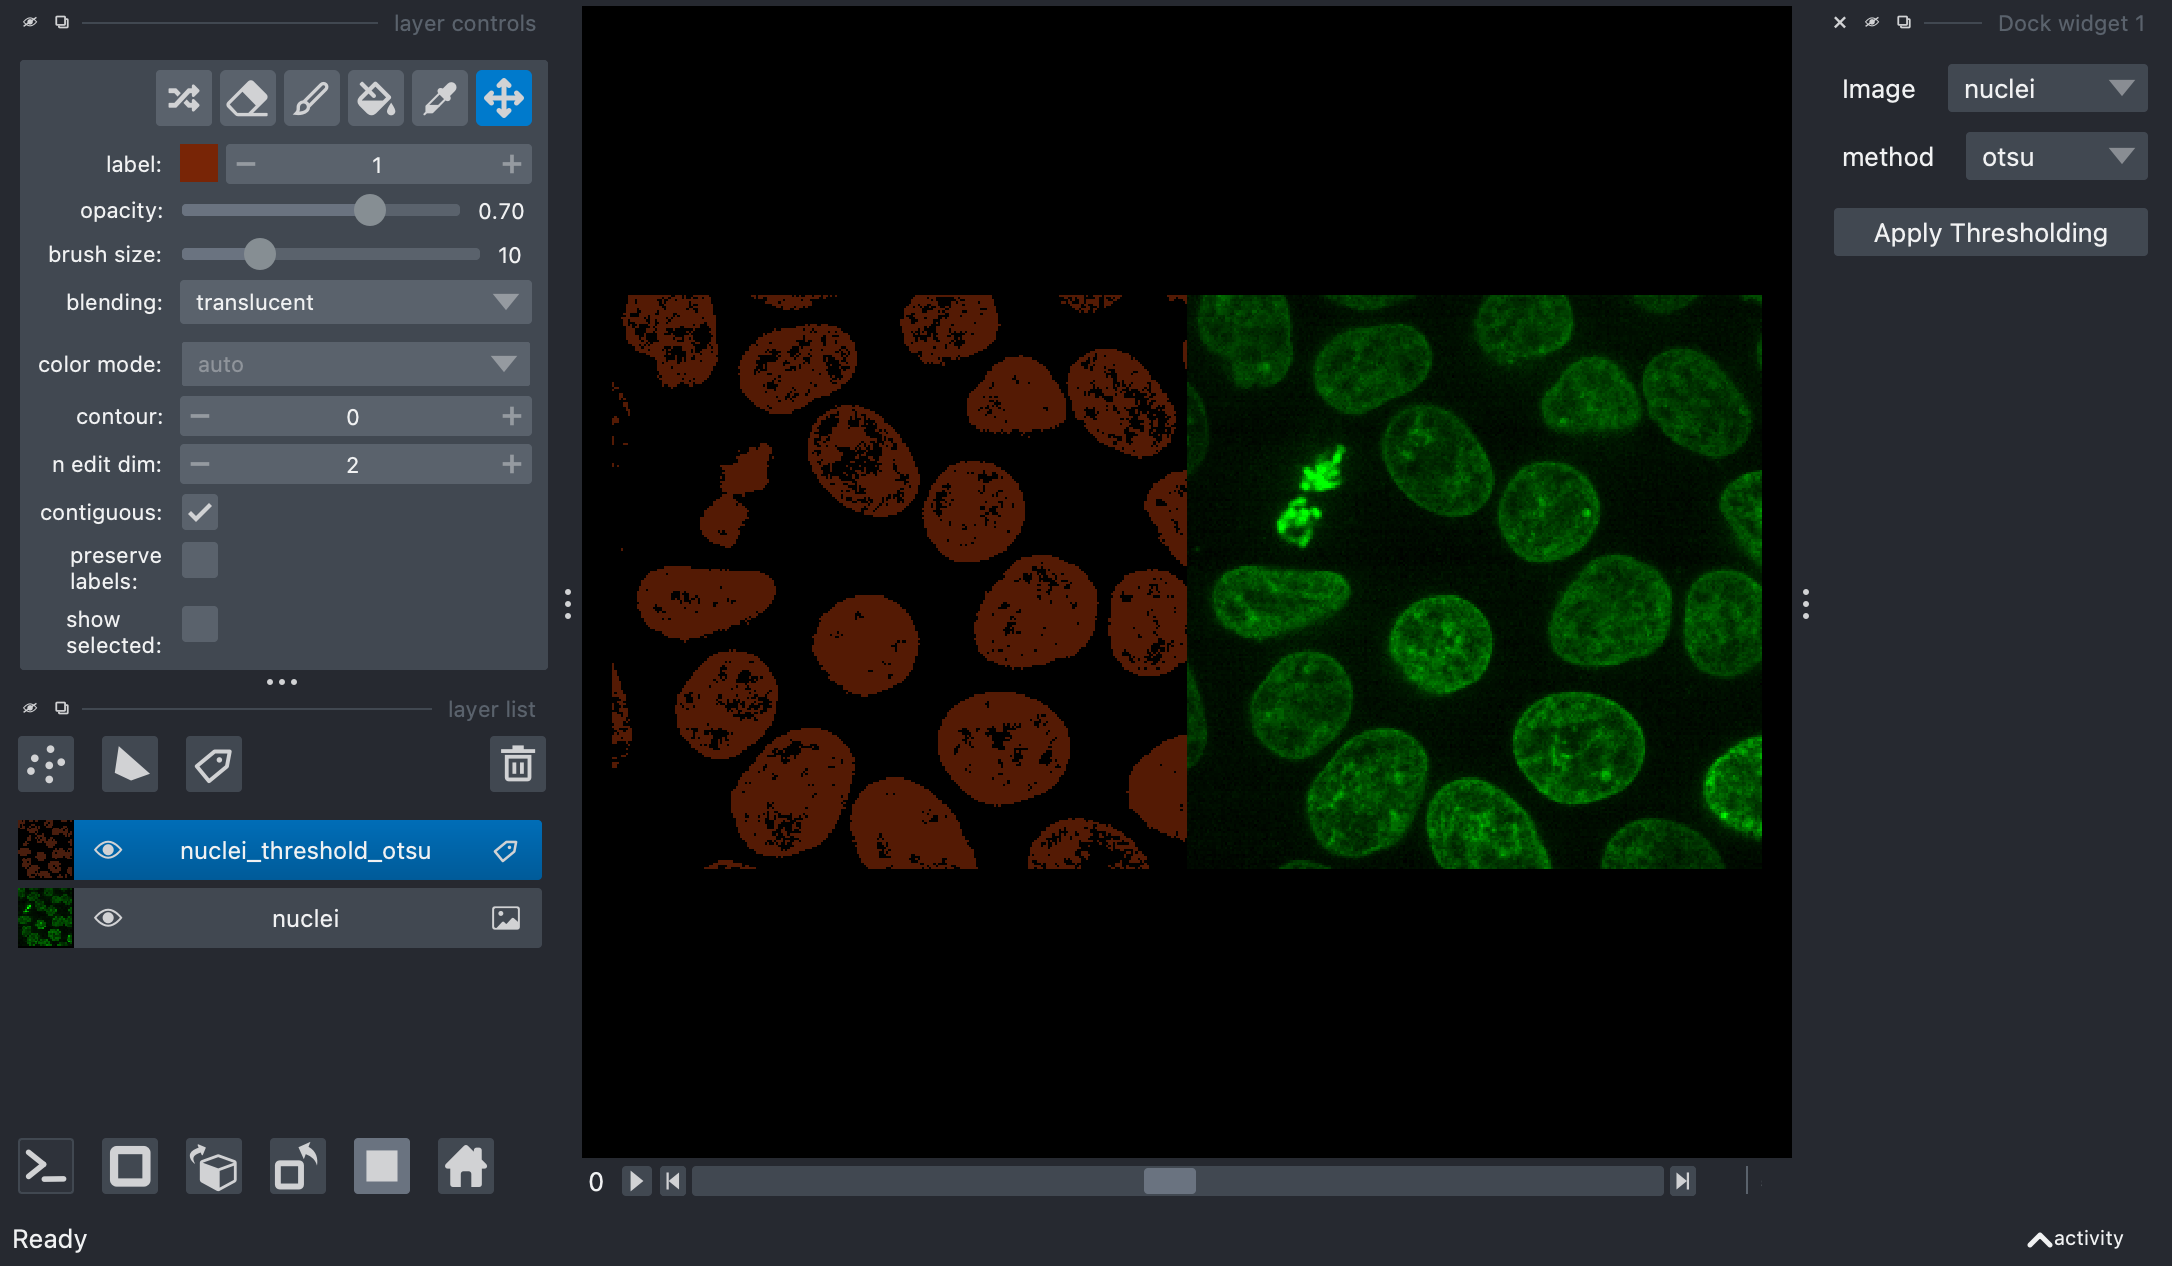 layer controls
label: 1
opacity: 0.70
brush size: 10
blending: translucent
color mode: auto
contour: 0
n edit dim: 2
contiguous:
preserve
labels:
show
selected:
layer list
nuclei_threshold_otsu
nuclei
Ready
0
Dock widget 1
Image nuclei
method otsu
Apply Thresholding
activity